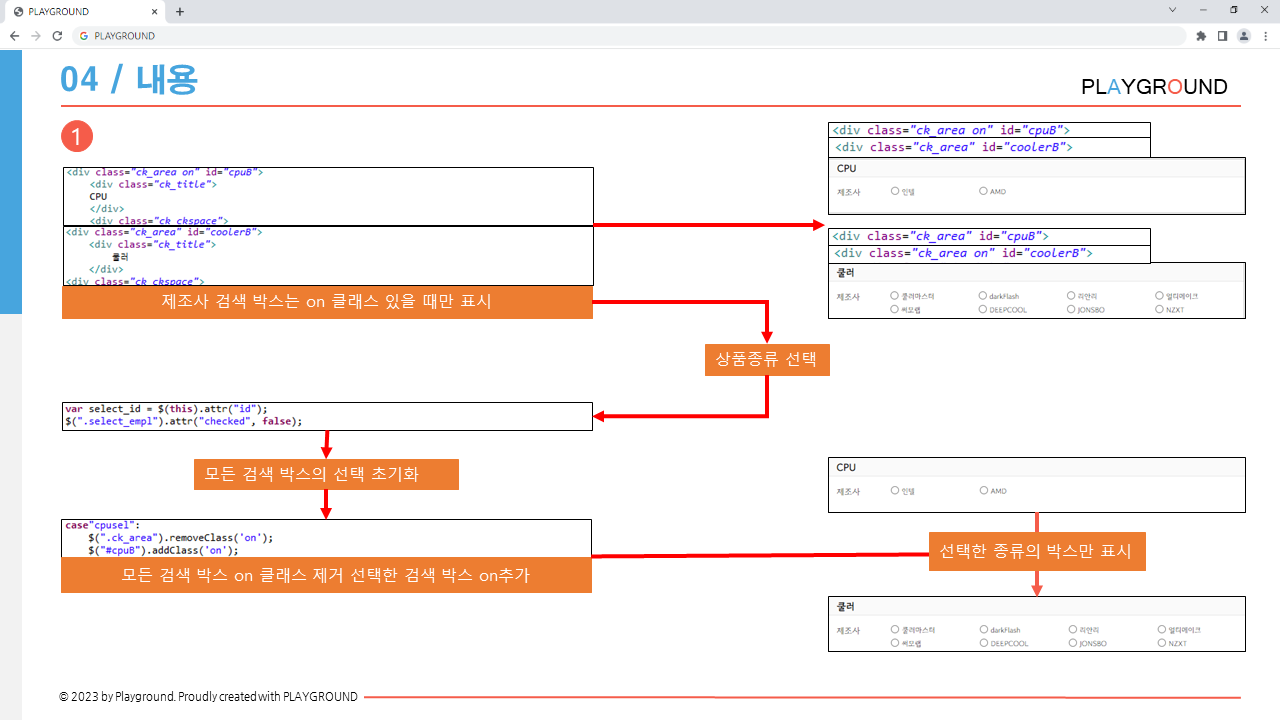 PLAYGROUND
PLAYGROUND
04 / 내용
PLAYGROUND
1
<div class="ck_area on" id="cpuB">
<div class="ck_title">
CPU
</div>
<div class="ck_ckspace">
<div class="ck_area" id="coolerB">
<div class="ck_title">
쿨러
</div>
<div class="ck_ckspace">
제조사 검색 박스는 on 클래스 있을 때만 표시
<div class="ck_area on" id="cpuB">
<div class="ck_area" id="coolerB">
CPU
제조사 인텔 AMD
<div class="ck_area" id="cpuB">
<div class="ck_area on" id="coolerB">
쿨러
제조사 쿨러마스터 darkFlash 리안리 얼티메이크
써모랩 DEEPCOOL JONSBO NZXT
상품종류 선택
var select_id = $(this).attr("id");
$(".select_empl").attr("checked", false);
모든 검색 박스의 선택 초기화
case"cpusel":
$(".ck_area").removeClass('on');
$("#cpuB").addClass('on');
모든 검색 박스 on 클래스 제거 선택한 검색 박스 on추가
CPU
제조사 인텔 AMD
선택한 종류의 박스만 표시
쿨러
제조사 쿨러마스터 darkFlash 리안리 얼티메이크
써모랩 DEEPCOOL JONSBO NZXT
© 2023 by Playground. Proudly created with PLAYGROUND